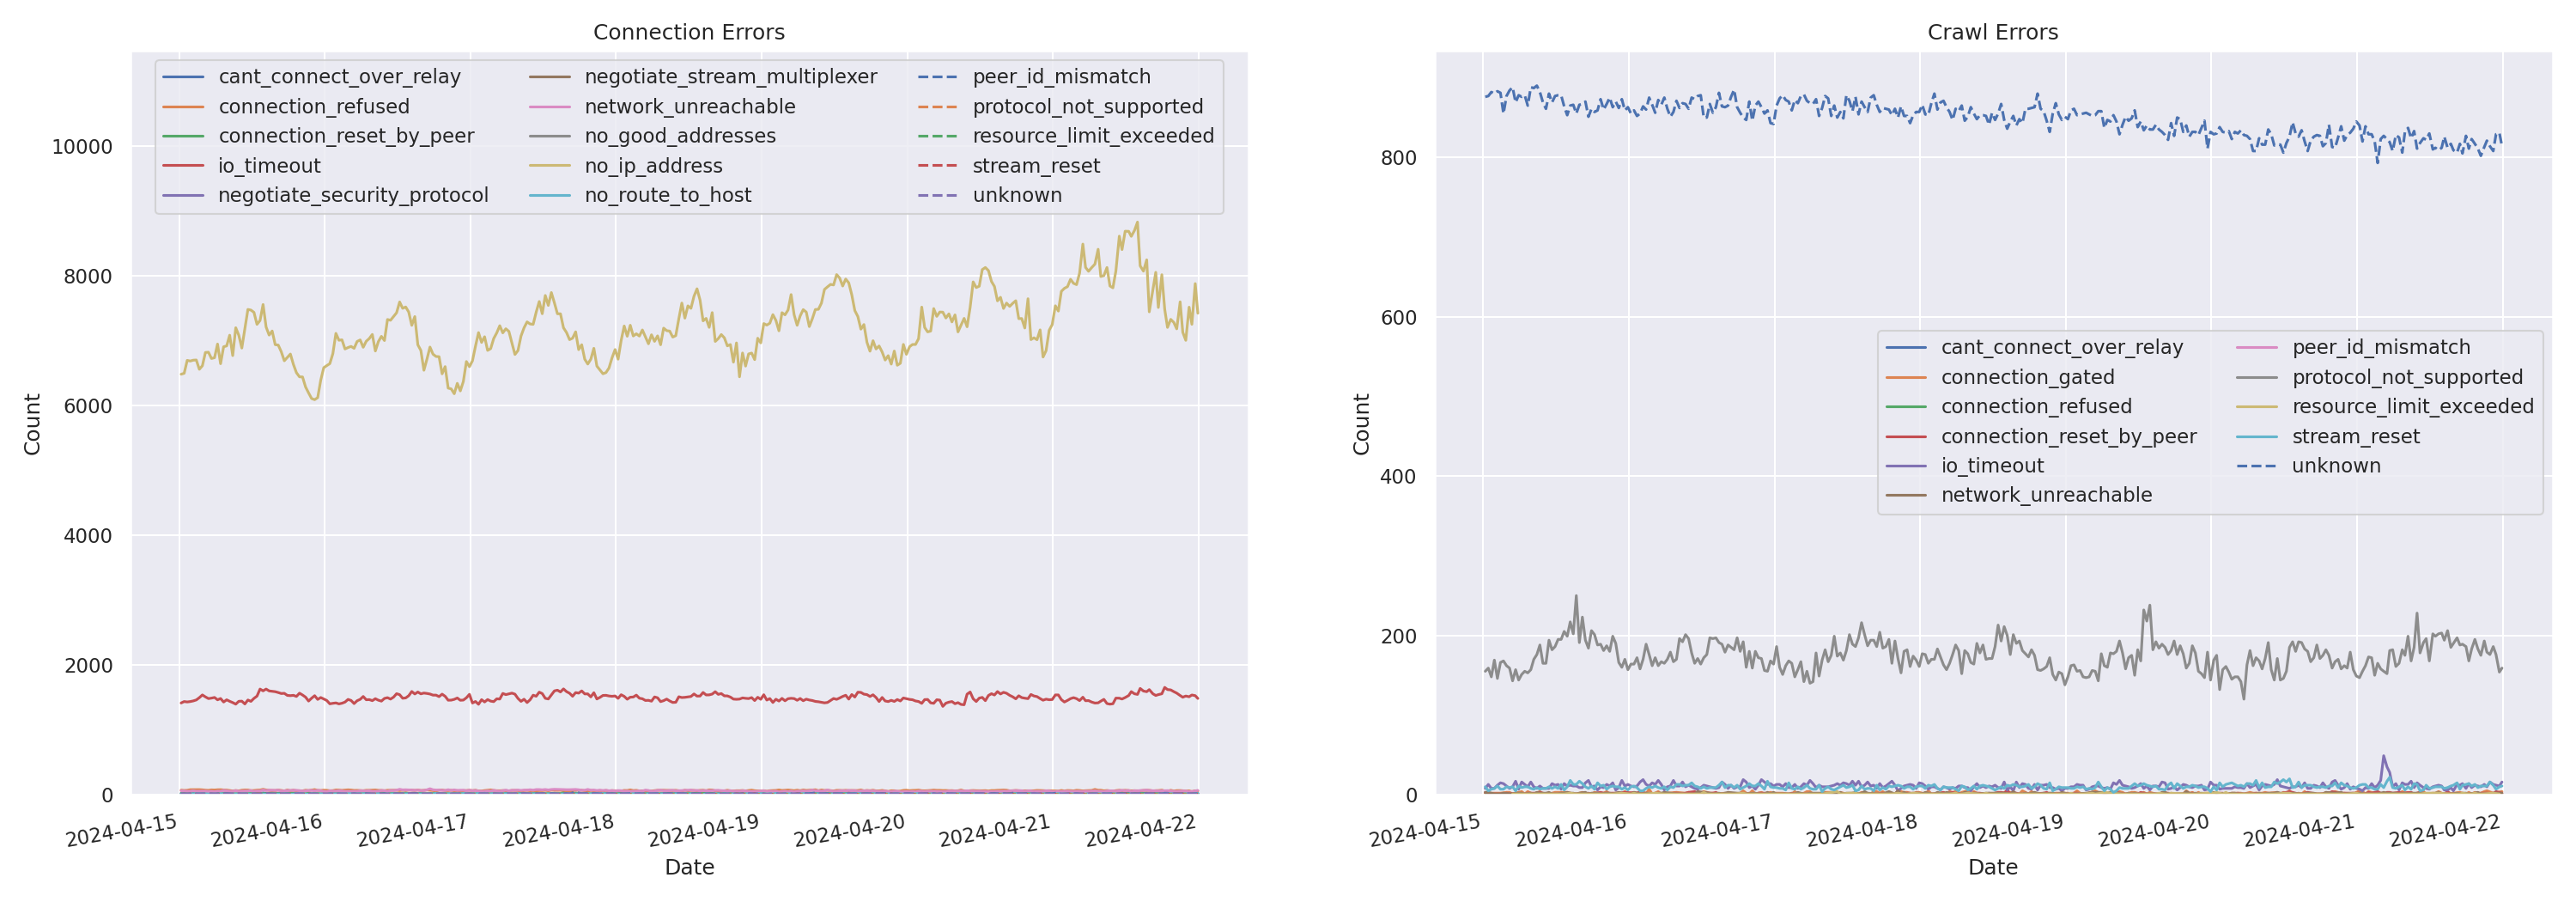 Connection Errors
cant_connect_over_relay
connection_refused
connection_reset_by_peer
io_timeout
negotiate_security_protocol
negotiate_stream_multiplexer
network_unreachable
no_good_addresses
no_ip_address
no_route_to_host
peer_id_mismatch
protocol_not_supported
resource_limit_exceeded
stream_reset
unknown
10000
8000
6000
4000
2000
0
Count
2024-04-15
2024-04-16
2024-04-17
2024-04-18
2024-04-19
2024-04-20
2024-04-21
2024-04-22
Date
Crawl Errors
800
600
400
200
0
Count
cant_connect_over_relay
connection_gated
connection_refused
connection_reset_by_peer
io_timeout
network_unreachable
peer_id_mismatch
protocol_not_supported
resource_limit_exceeded
stream_reset
unknown
2024-04-15
2024-04-16
2024-04-17
2024-04-18
2024-04-19
2024-04-20
2024-04-21
2024-04-22
Date